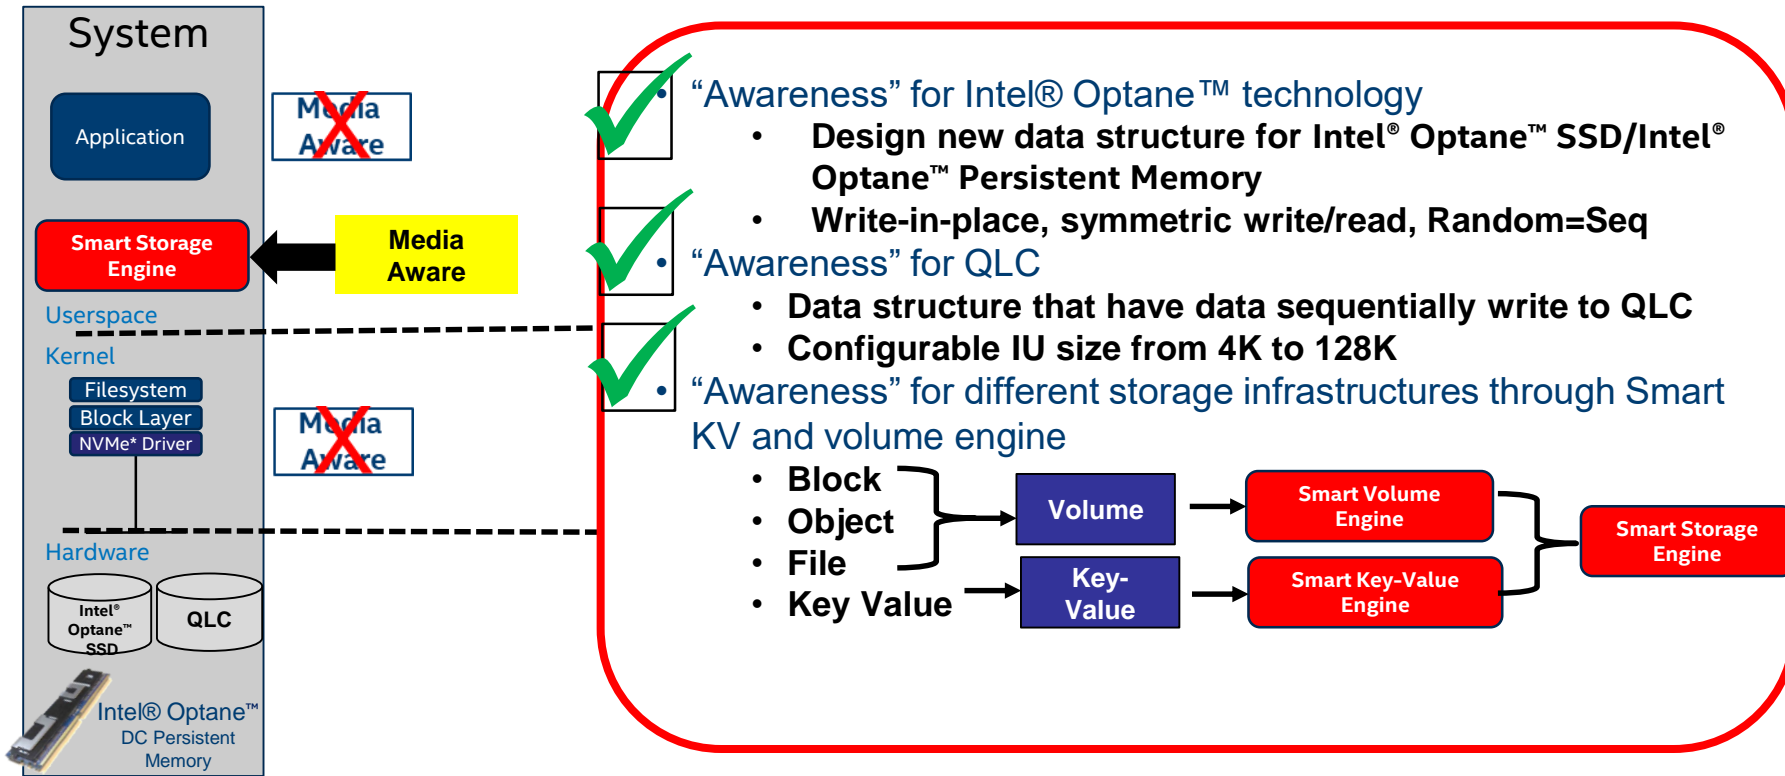 System
Application
Media
Aware
Smart Storage
Engine
Media
Aware
Userspace
Kernel
Filesystem
Block Layer
NVMe* Driver
Media
Aware
Hardware
Intel®
Optane™
SSD
QLC
Intel® Optane™
DC Persistent
Memory
• “Awareness” for Intel® Optane™ technology
• Design new data structure for Intel® Optane™ SSD/Intel®
Optane™ Persistent Memory
• Write-in-place, symmetric write/read, Random=Seq
• “Awareness” for QLC
• Data structure that have data sequentially write to QLC
• Configurable IU size from 4K to 128K
• “Awareness” for different storage infrastructures through Smart
KV and volume engine
• Block
• Object
• File
• Key Value
Volume
Key-
Value
Smart Volume
Engine
Smart Key-Value
Engine
Smart Storage
Engine